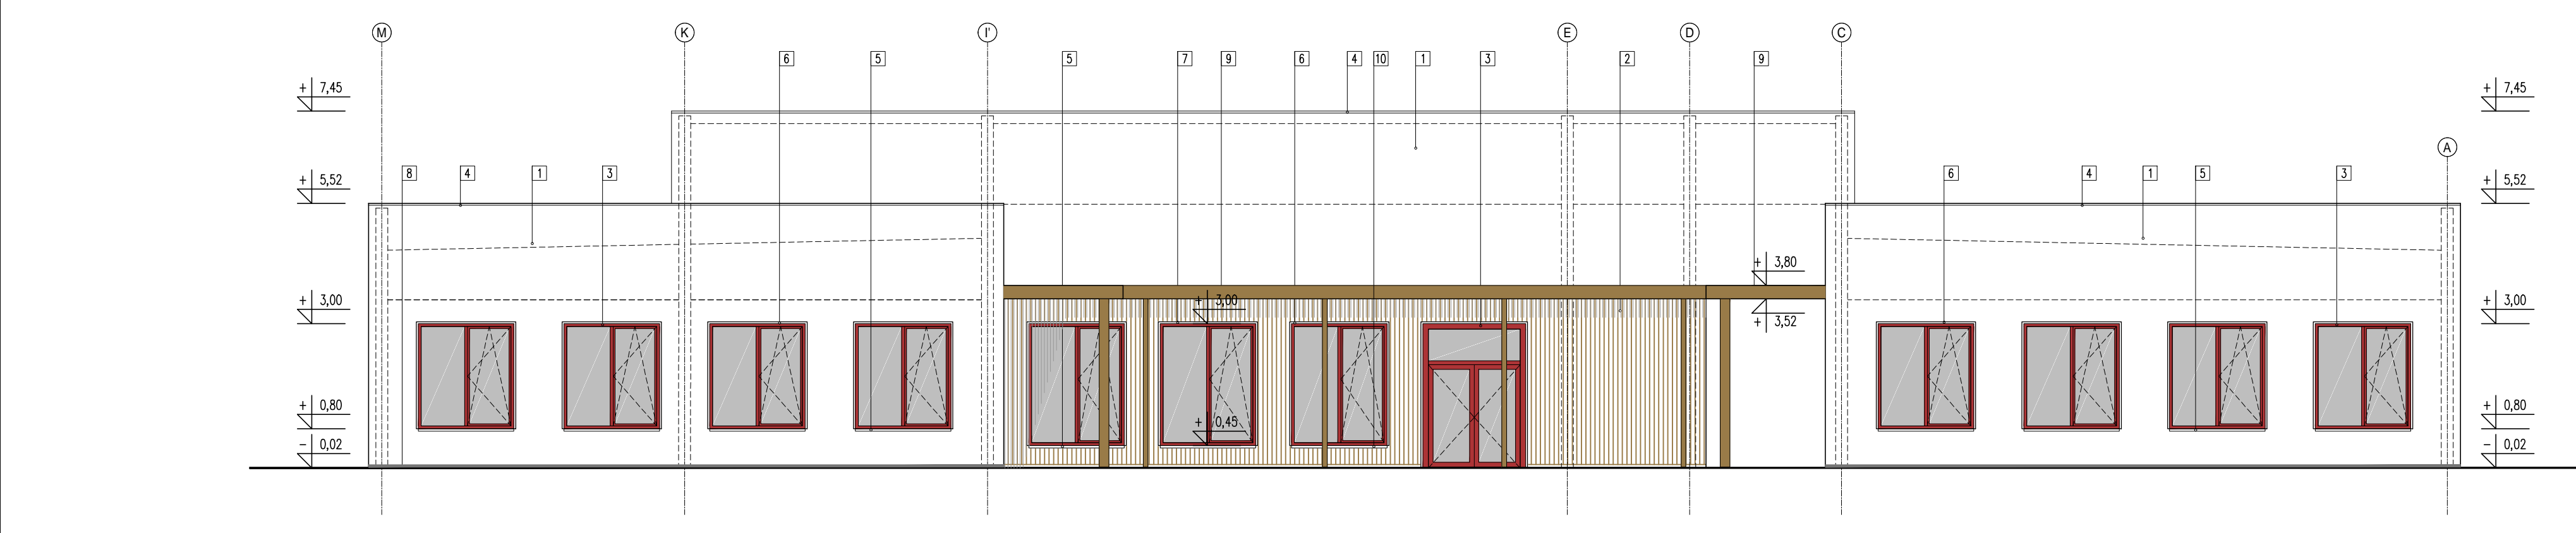 M K I' E D C
6 5 5 7 9 6 4 10 1 3 2 9
+ 7,45 + 7,45
A
8 4 1 3 6 4 1 5 3
+ 5,52 + 5,52
+ 3,80
+ 3,00 + 3,00 + 3,00
+ 3,52
+ 0,80 + 0,80
+ 0,45
- 0,02 - 0,02